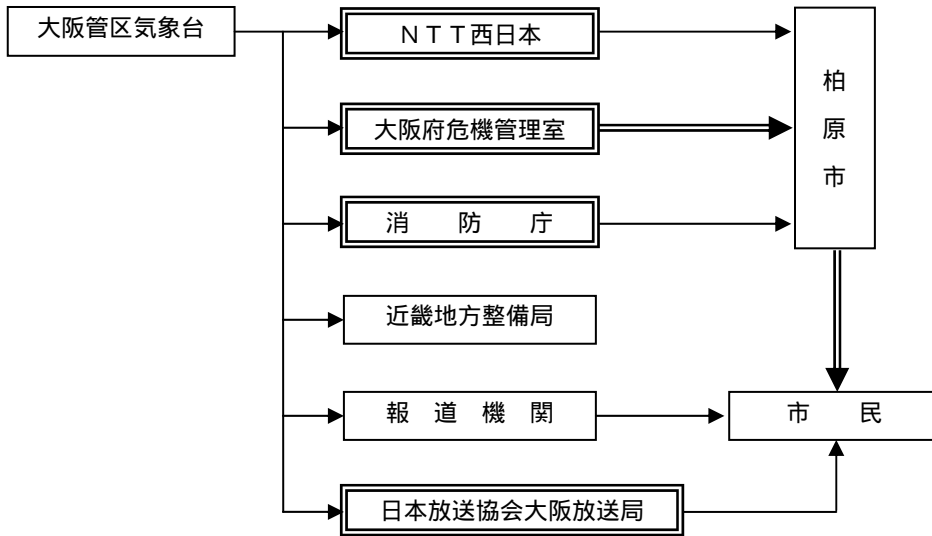 大阪管区気象台
ＮＴＴ西日本
大阪府危機管理室
消　防　庁
近畿地方整備局
報　道　機　関
日本放送協会大阪放送局
柏
原
市
市　民